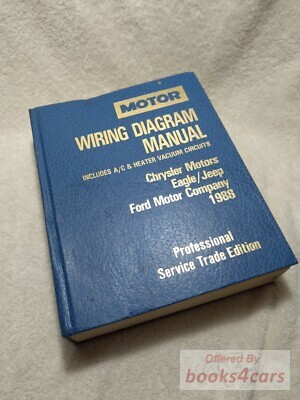 MOTOR
WIRING DIAGRAM
MANUAL
INCLUDES A/C & HEATER VACUUM CIRCUITS
Chrysler Motors
Eagle/Jeep
Ford Motor Company
1988
Professional
Service Trade Edition
Offered By
books4cars